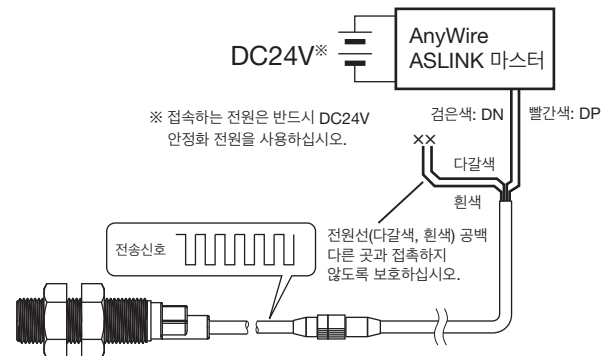 AnyWire
ASLINK 마스터
DC24V※
※ 접속하는 전원은 반드시 DC24V
안정화 전원을 사용하십시오.
검은색: DN
빨간색: DP
××
다갈색
흰색
전원선(다갈색, 흰색) 공백
다른 곳과 접촉하지
않도록 보호하십시오.
전송신호